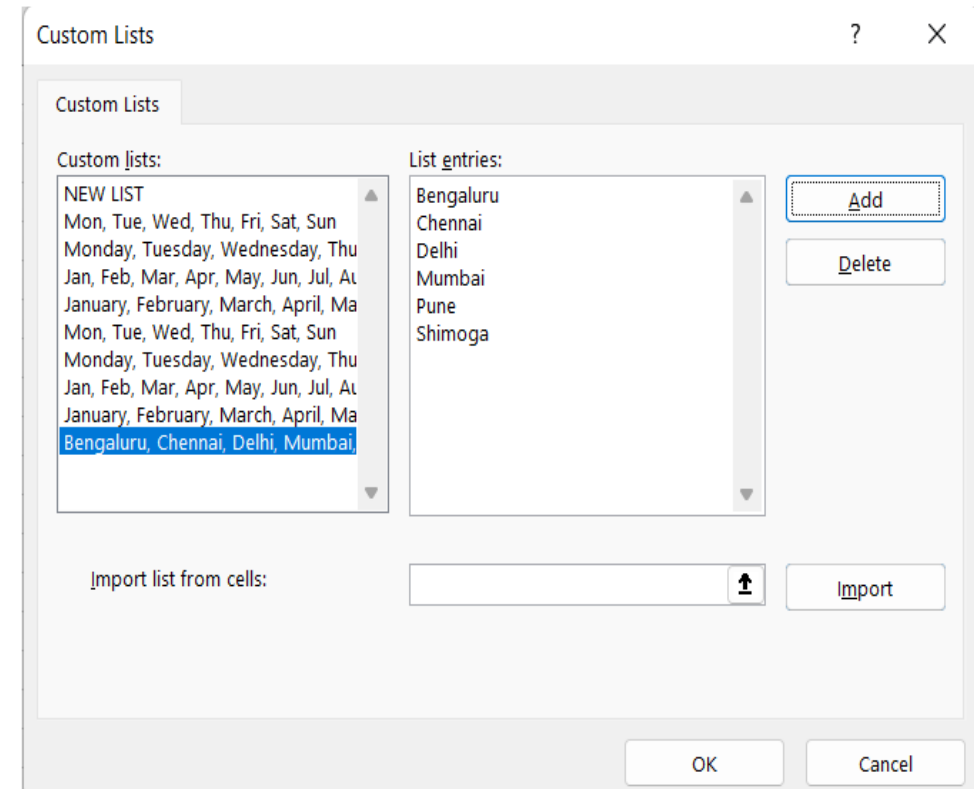 Custom Lists
?
Custom Lists
Custom lists:
NEW LIST
Mon, Tue, Wed, Thu, Fri, Sat, Sun
Monday, Tuesday, Wednesday, Thu
Jan, Feb, Mar, Apr, May, Jun, Jul, Au
January, February, March, April, Ma
Mon, Tue, Wed, Thu, Fri, Sat, Sun
Monday, Tuesday, Wednesday, Thu
Jan, Feb, Mar, Apr, May, Jun, Jul, Au
January, February, March, April, Ma
Bengaluru, Chennai, Delhi, Mumbai,
List entries:
Bengaluru
Chennai
Delhi
Mumbai
Pune
Shimoga
Add
Delete
Import list from cells:
Import
OK
Cancel